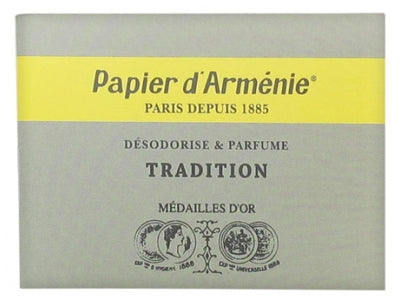 Papier d'Arménie®
PARIS DEPUIS 1885
DÉSODORISE & PARFUME
TRADITION
MÉDAILLES D'OR